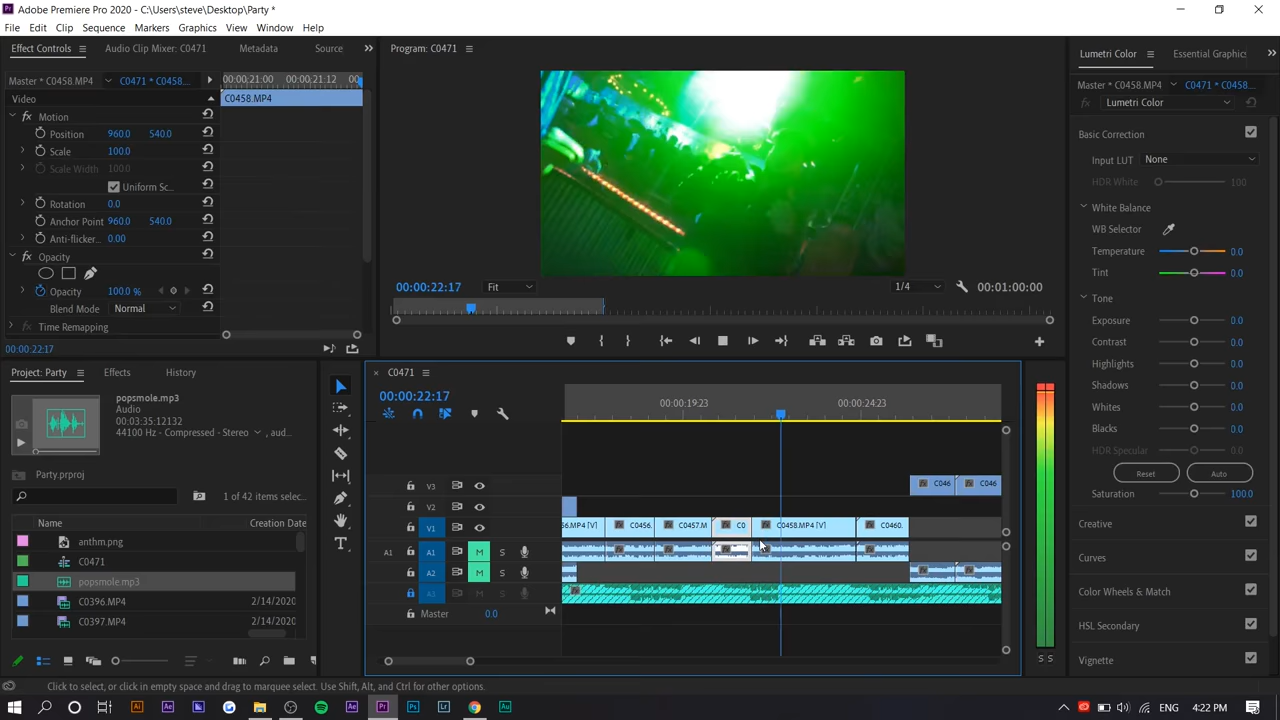 Adobe Premiere Pro 2020 - C:\Users\steve\Desktop\Party *
File Edit Clip Sequence Markers Graphics View Window Help
Effect Controls Audio Clip Mixer: C0471 Metadata Source
Program: C0471
Lumetri Color Essential Graphics
Master * C0458.MP4 C0471 * C0458...
00:00:21:00 00:00:21:12 00:
Master * C0458.MP4 C0471 * C0458....
Lumetri Color
Video C0458.MP4
fx Motion
Position 960.0 540.0
Scale 100.0
Scale Width 100.0
Uniform Sc...
Rotation 0.0
Anchor Point 960.0 540.0
Anti-flicker... 0.00
fx Opacity
Opacity 100.0 %
Blend Mode Normal
Time Remapping
00:00:22:17
00:00:22:17 Fit 1/4 00:01:00:00
Basic Correction
Input LUT None
HDR White 100
White Balance
WB Selector
Temperature 0.0
Tint 0.0
Tone
Exposure 0.0
Contrast 0.0
Highlights 0.0
Shadows 0.0
Whites 0.0
Blacks 0.0
HDR Specular 0.0
Reset Auto
Saturation 100.0
Creative
Curves
Color Wheels & Match
HSL Secondary
Vignette
Project: Party Effects History
popsmole.mp3
Audio
00:03:35:12132
44100 Hz - Compressed - Stereo , aud...
Party.prproj
1 of 42 items selec...
Name Creation Date
anthm.png
C0471
popsmole.mp3
C0396.MP4 2/14/2020
C0397.MP4 2/14/2020
C0471
00:00:22:17
00:00:19:23 00:00:24:23
V3 C046 C046
V2
V1 56.MP4 [V] C0456. C0457.M C0 C0458.MP4 [V] C0460.
A1 A1 M S
A2 M S
A3 M S
Master 0.0
S S
Click to select, or click in empty space and drag to marquee select. Use Shift, Alt, and Ctrl for other options.
ENG 4:22 PM